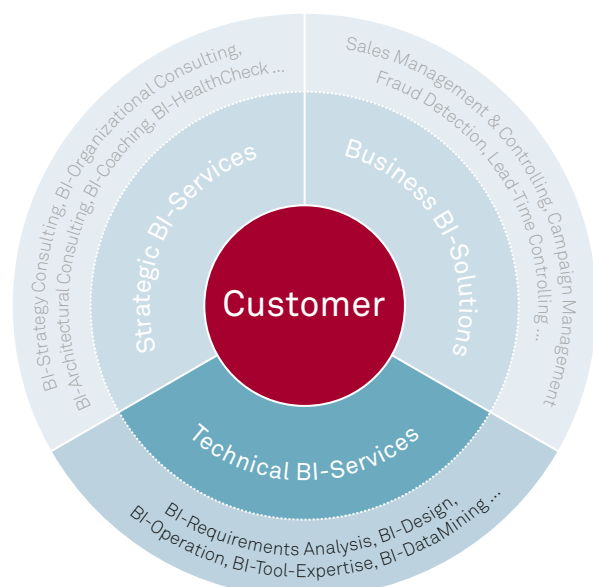 BI-Strategy Consulting, BI-Organizational Consulting,
BI-Architectural Consulting, BI-Coaching, BI-HealthCheck ...
Strategic BI-Services
Sales Management & Controlling, Campaign Management
Fraud Detection, Lead-Time Controlling ...
Business BI-Solutions
Customer
Technical BI-Services
BI-Requirements Analysis, BI-Design,
BI-Operation, BI-Tool-Expertise, BI-DataMining ...